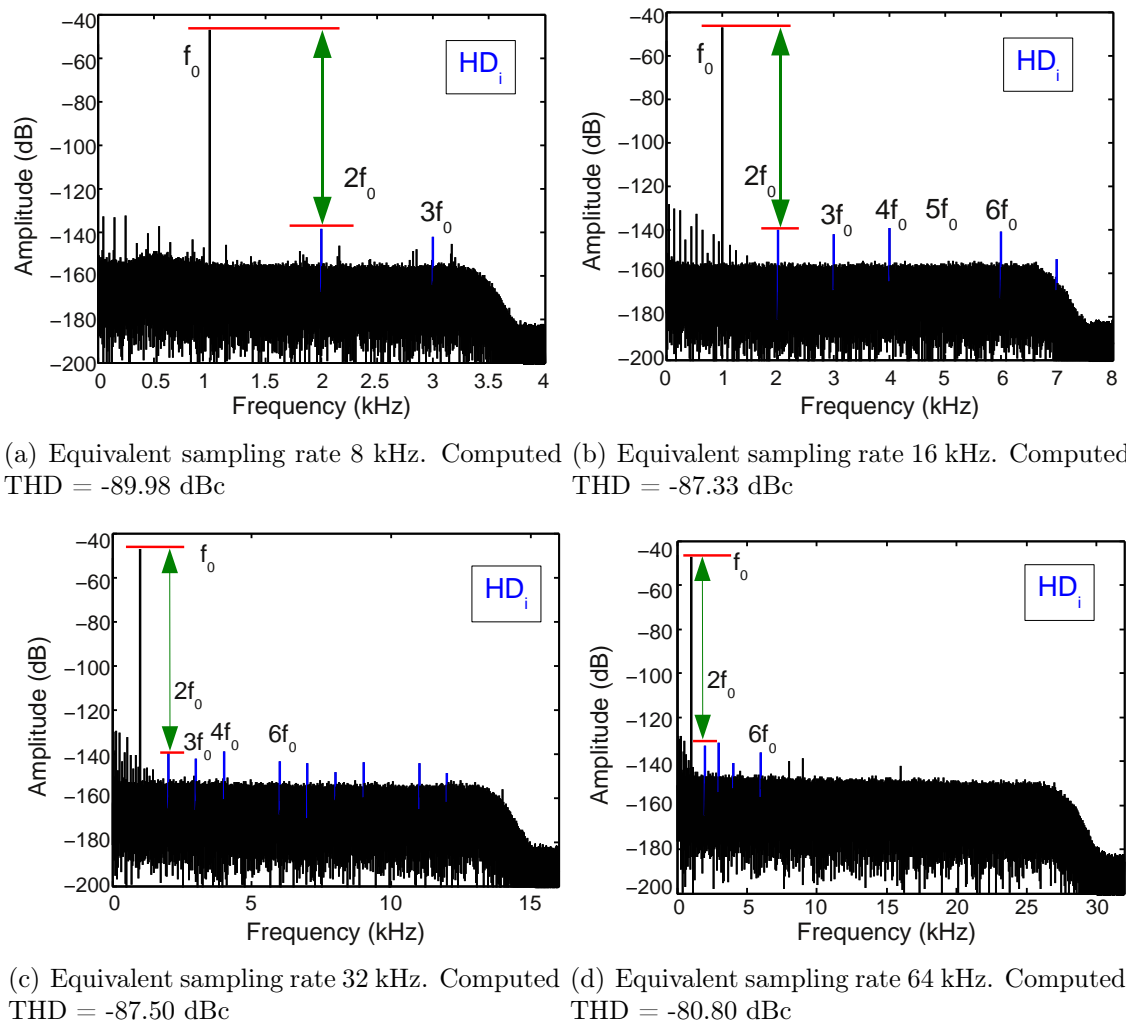 −40
−60
−80
−100
−120
−140
−160
−180
−200
Amplitude (dB)
f0
2f0
3f0
HDi
0 0.5 1 1.5 2 2.5 3 3.5 4
Frequency (kHz)
−40
−60
−80
−100
−120
−140
−160
−180
−200
Amplitude (dB)
f0
2f0
3f0 4f0 5f0 6f0
HDi
0 1 2 3 4 5 6 7 8
Frequency (kHz)
(a) Equivalent sampling rate 8 kHz. Computed
THD = -89.98 dBc
(b) Equivalent sampling rate 16 kHz. Computed
THD = -87.33 dBc
−40
−60
−80
−100
−120
−140
−160
−180
−200
Amplitude (dB)
f0
2f0
3f0 4f0 6f0
HDi
0 5 10 15
Frequency (kHz)
−40
−60
−80
−100
−120
−140
−160
−180
−200
Amplitude (dB)
f0
2f0
6f0
HDi
0 5 10 15 20 25 30
Frequency (kHz)
(c) Equivalent sampling rate 32 kHz. Computed
THD = -87.50 dBc
(d) Equivalent sampling rate 64 kHz. Computed
THD = -80.80 dBc